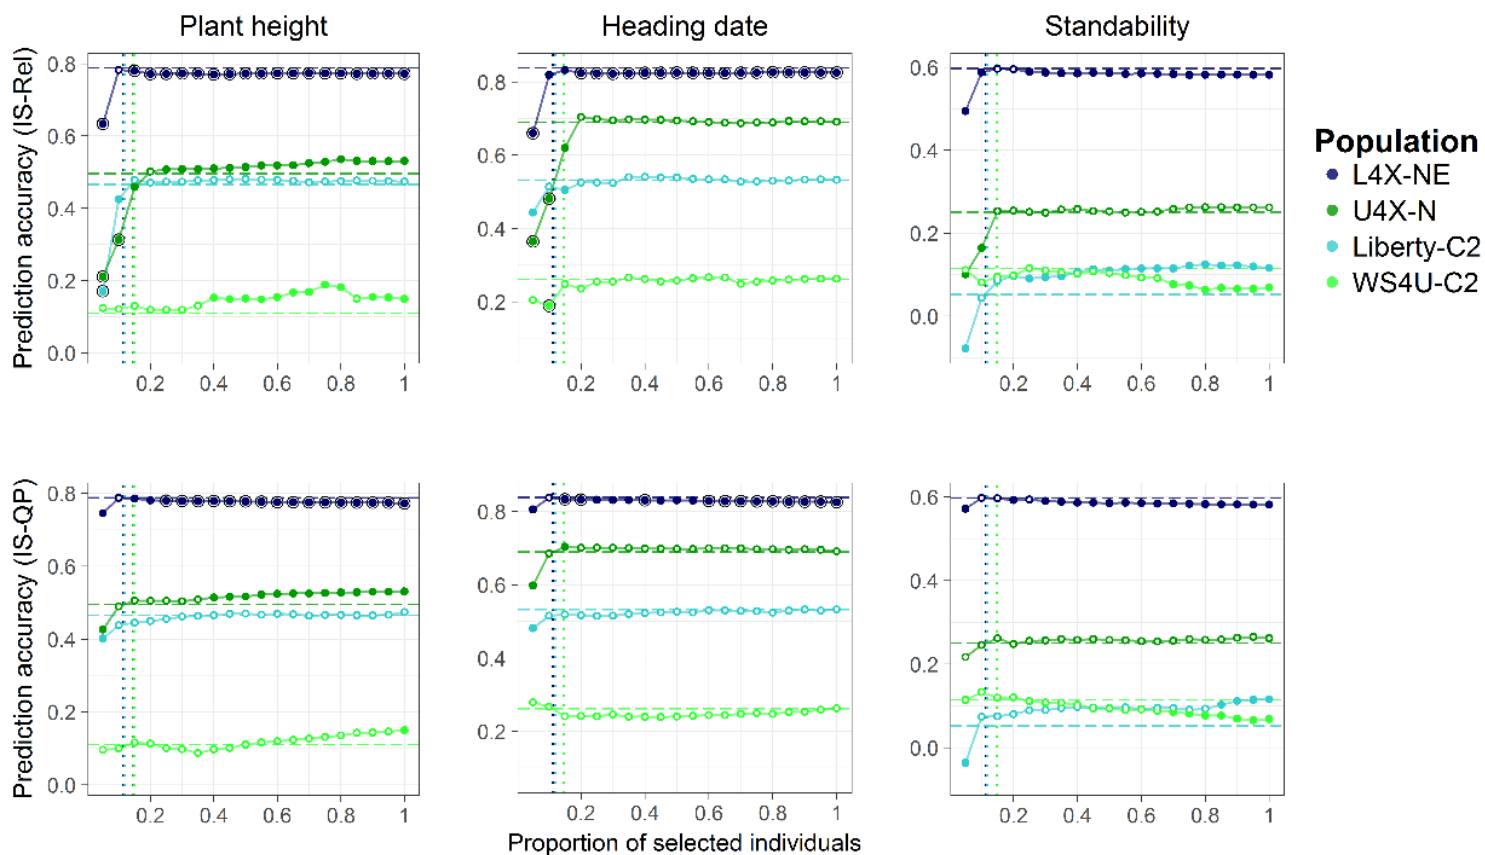 Plant height
Heading date
Standability
Prediction accuracy (IS-Rel)
0.8
0.6
0.4
0.2
0.0
0.2 0.4 0.6 0.8 1
0.8
0.6
0.4
0.2
0.2 0.4 0.6 0.8 1
0.6
0.4
0.2
0.0
0.2 0.4 0.6 0.8 1
Population
L4X-NE
U4X-N
Liberty-C2
WS4U-C2
Prediction accuracy (IS-QP)
0.8
0.6
0.4
0.2
0.0
0.2 0.4 0.6 0.8 1
0.8
0.6
0.4
0.2
0.2 0.4 0.6 0.8 1
0.6
0.4
0.2
0.0
0.2 0.4 0.6 0.8 1
Proportion of selected individuals